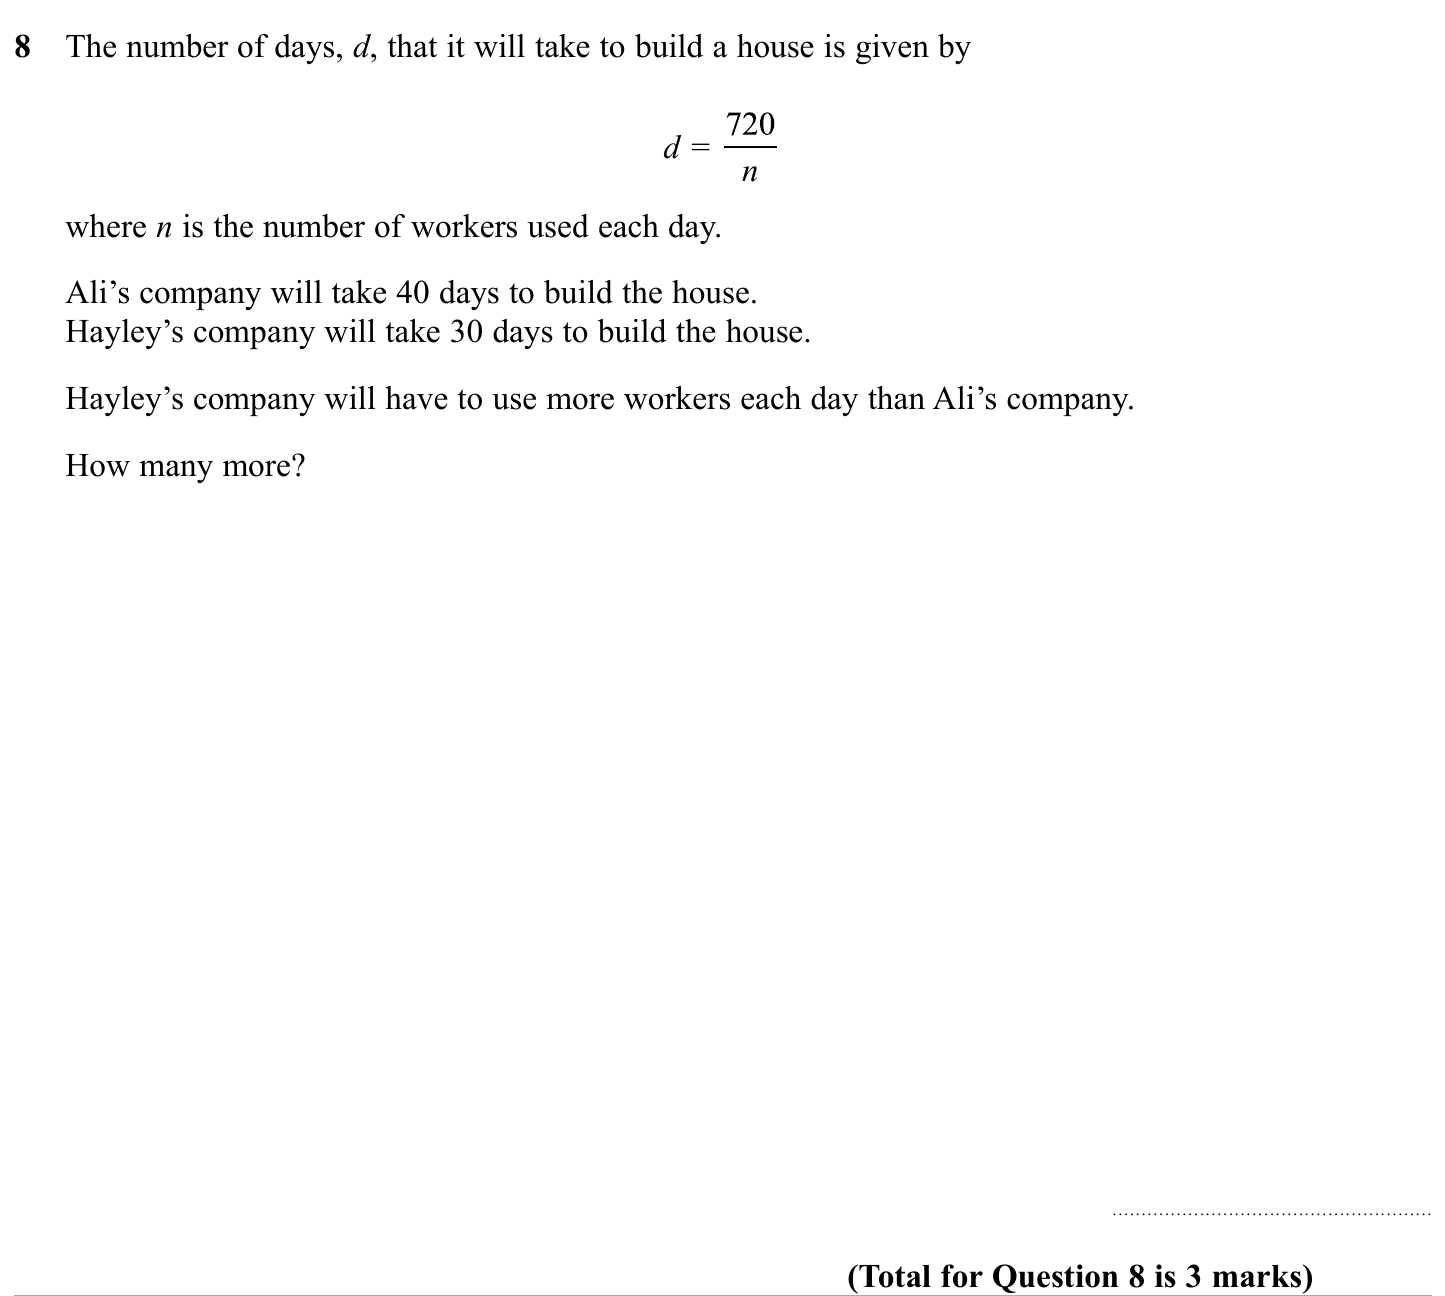 8 The number of days, d, that it will take to build a house is given by
d = 720/n
where n is the number of workers used each day.
Ali’s company will take 40 days to build the house.
Hayley’s company will take 30 days to build the house.
Hayley’s company will have to use more workers each day than Ali’s company.
How many more?
(Total for Question 8 is 3 marks)